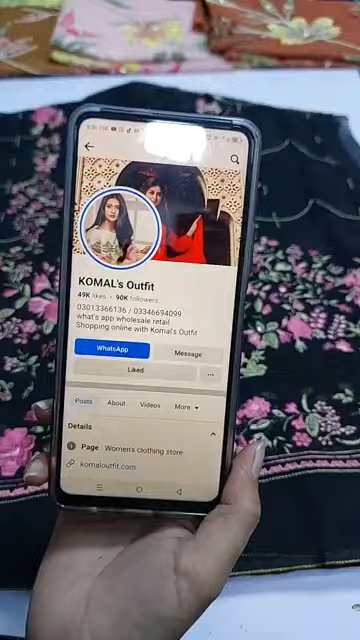 KOMAL's Outfit
49K likes • 90K followers
03013366136 / 03346694099
what's app wholesale retail
Shopping online with Komal's Outfit
WhatsApp
Message
Liked
Posts About Videos More
Details
Page · Women's clothing store
komaloutfit.com